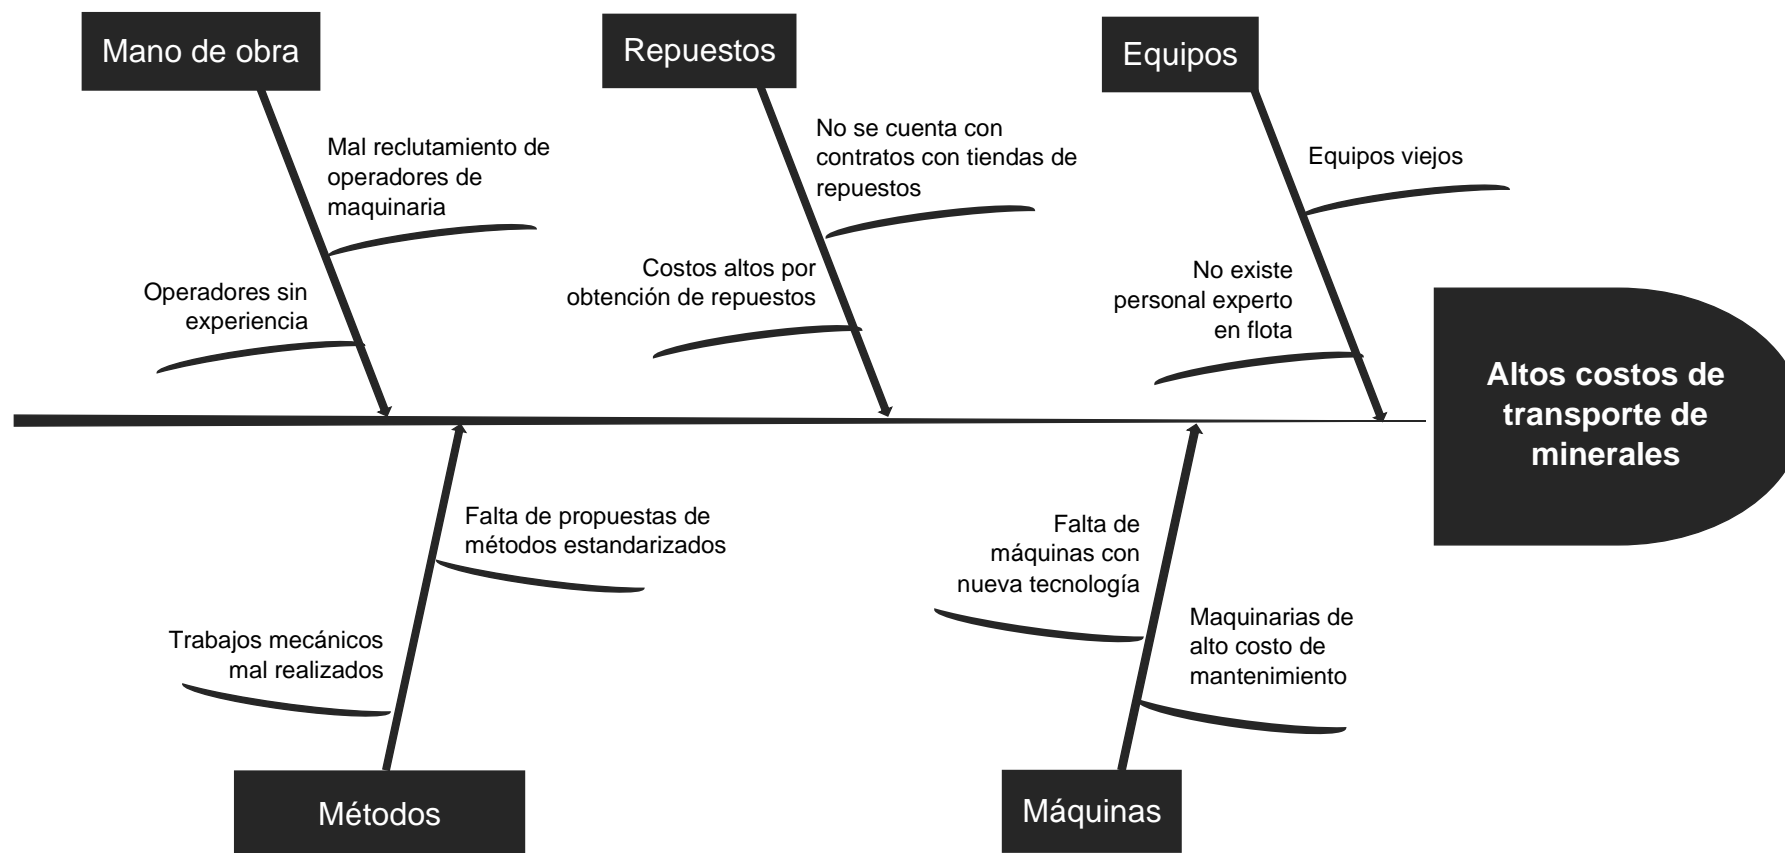 Mano de obra
Repuestos
Equipos
Mal reclutamiento de
operadores de
maquinaria
Operadores sin
experiencia
No se cuenta con
contratos con tiendas de
repuestos
Costos altos por
obtención de repuestos
Equipos viejos
No existe
personal experto
en flota
Altos costos de
transporte de
minerales
Falta de propuestas de
métodos estandarizados
Trabajos mecánicos
mal realizados
Falta de
máquinas con
nueva tecnología
Maquinarias de
alto costo de
mantenimiento
Métodos
Máquinas